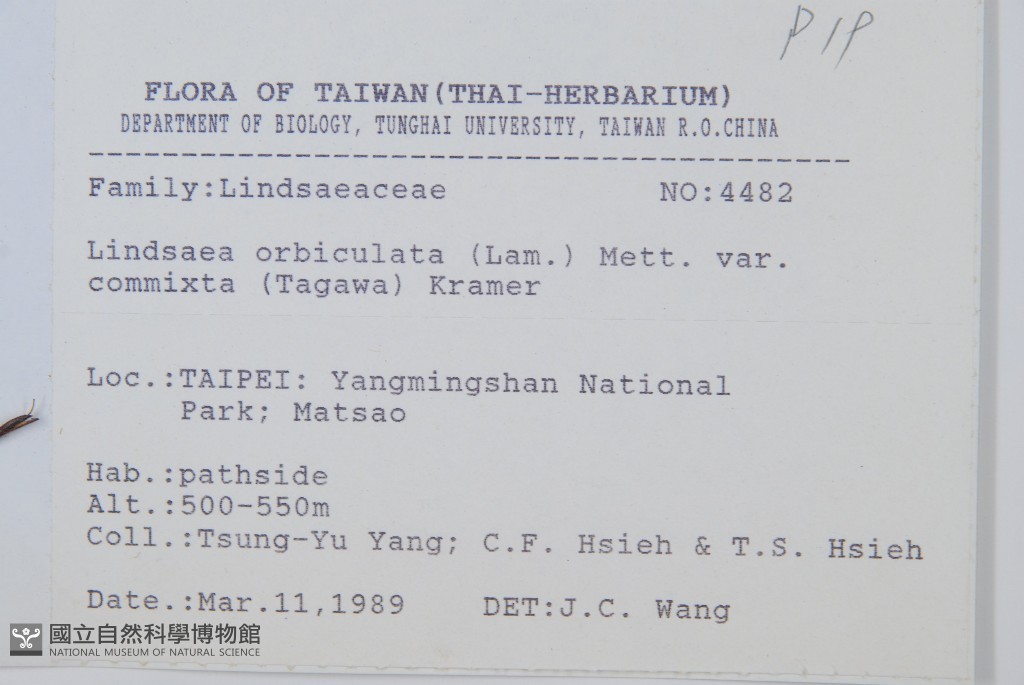 P I P
FLORA OF TAIWAN(THAI-HERBARIUM)
DEPARTMENT OF BIOLOGY, TUNGHAI UNIVERSITY, TAIWAN R.O.CHINA
Family:Lindsaeaceae NO:4482
Lindsaea orbiculata (Lam.) Mett. var.
commixta (Tagawa) Kramer
Loc.:TAIPEI: Yangmingshan National
Park; Matsao
Hab.:pathside
Alt.:500-550m
Coll.:Tsung-Yu Yang; C.F. Hsieh & T.S. Hsieh
Date.:Mar.11,1989 DET:J.C. Wang
國立自然科學博物館
NATIONAL MUSEUM OF NATURAL SCIENCE